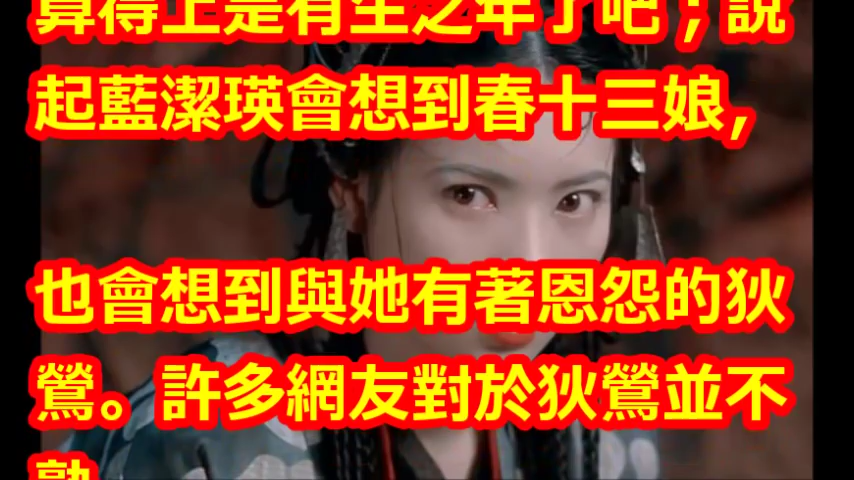 算得上是有生之年了吧；說
起藍潔瑛會想到春十三娘，
也會想到與她有著恩怨的狄
鶯。許多網友對於狄鶯並不
熟